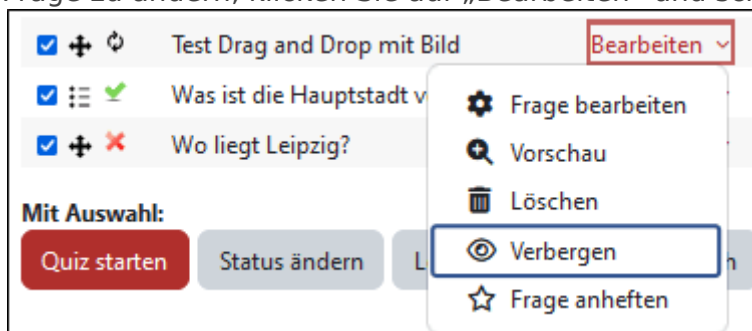 Test Drag and Drop mit Bild Bearbeiten
Was ist die Hauptstadt
Frage bearbeiten
Wo liegt Leipzig? Vorschau
Löschen
Mit Auswahl:
Quiz starten Status ändern Verbergen
Frage anheften